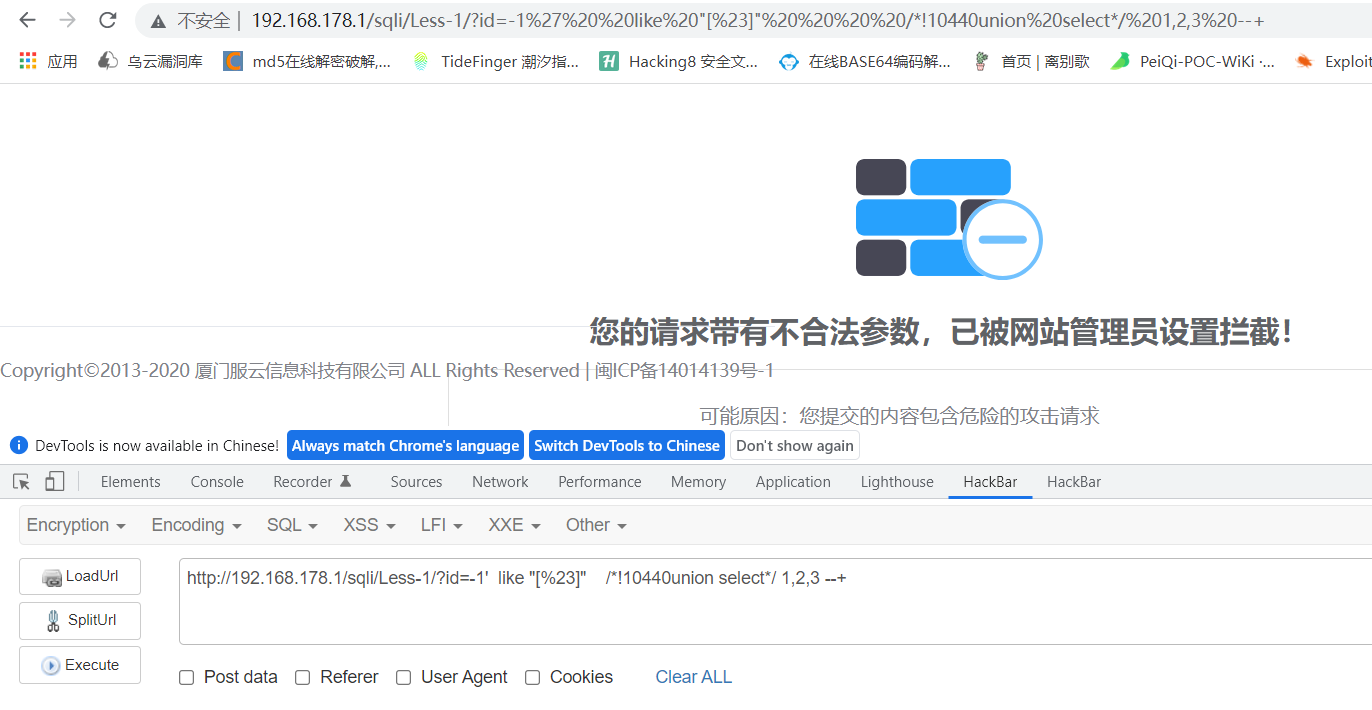 不安全 | 192.168.178.1/sqli/Less-1/?id=-1%27%20%20like%20"[%23]"%20%20%20%20/*!10440union%20select*/%201,2,3%20--+
应用 乌云漏洞库 md5在线解密破解,... TideFinger 潮汐指... Hacking8 安全文... 在线BASE64编码解... 首页 | 离别歌 PeiQi-POC-WiKi ·... Exploit
您的请求带有不合法参数，已被网站管理员设置拦截！
Copyright©2013-2020 厦门服云信息科技有限公司 ALL Rights Reserved | 闽ICP备14014139号-1
可能原因：您提交的内容包含危险的攻击请求
DevTools is now available in Chinese! Always match Chrome's language Switch DevTools to Chinese Don't show again
Elements Console Recorder Sources Network Performance Memory Application Lighthouse HackBar HackBar
Encryption Encoding SQL XSS LFI XXE Other
LoadUrl http://192.168.178.1/sqli/Less-1/?id=-1'  like "[%23]"    /*!10440union select*/ 1,2,3 --+
SplitUrl
Execute
Post data Referer User Agent Cookies Clear ALL